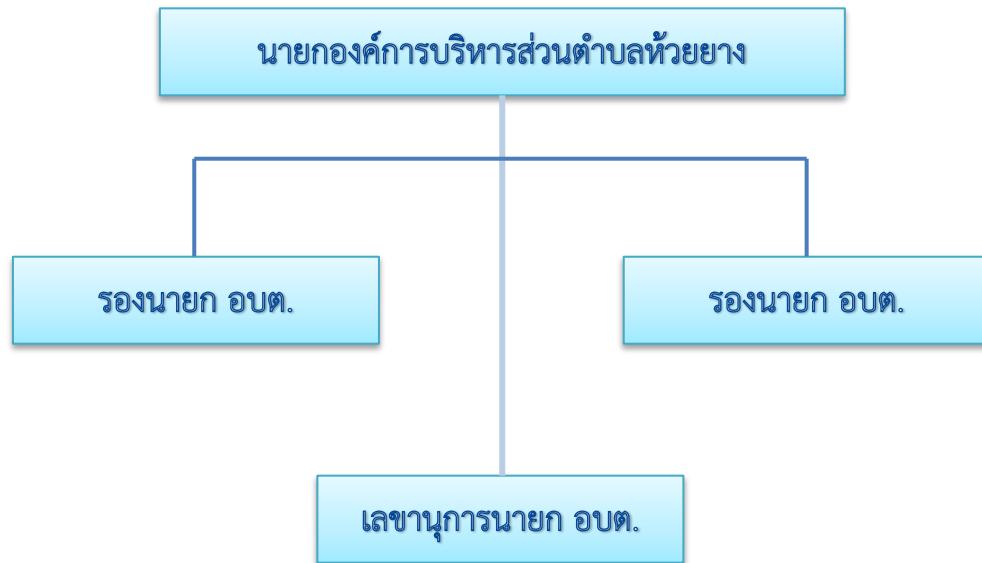 นายกองค์การบริหารส่วนตำบลห้วยยาง
รองนายก อบต.
รองนายก อบต.
เลขานุการนายก อบต.